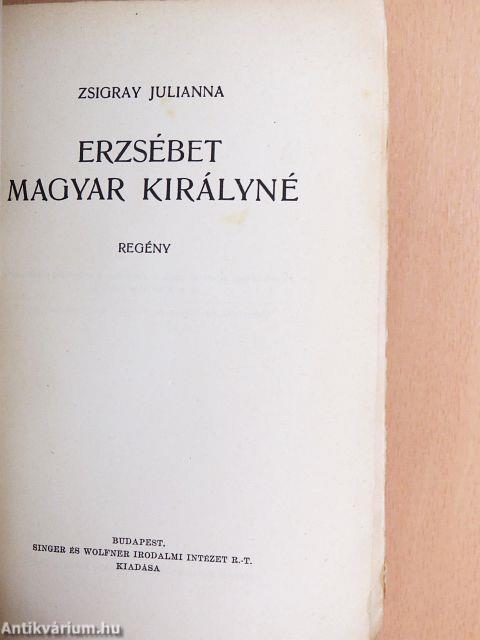 ZSIGRAY JULIANNA
ERZSÉBET
MAGYAR KIRÁLYNÉ
REGÉNY
BUDAPEST,
SINGER ÉS WOLFNER IRODALMI INTÉZET R.-T.
KIADÁSA
Antikvárium.hu